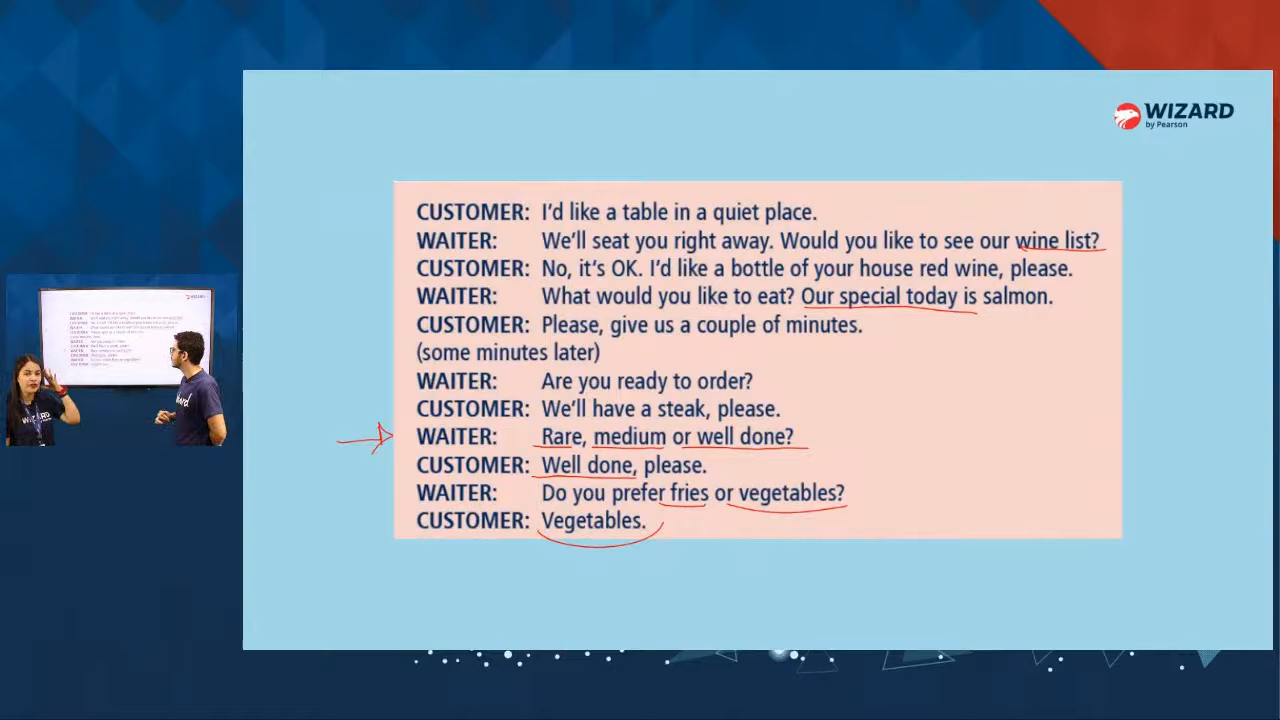 WIZARD
by Pearson
CUSTOMER: I'd like a table in a quiet place.
WAITER: We'll seat you right away. Would you like to see our wine list?
CUSTOMER: No, it's OK. I'd like a bottle of your house red wine, please.
WAITER: What would you like to eat? Our special today is salmon.
CUSTOMER: Please, give us a couple of minutes.
(some minutes later)
WAITER: Are you ready to order?
CUSTOMER: We'll have a steak, please.
WAITER: Rare, medium or well done?
CUSTOMER: Well done, please.
WAITER: Do you prefer fries or vegetables?
CUSTOMER: Vegetables.